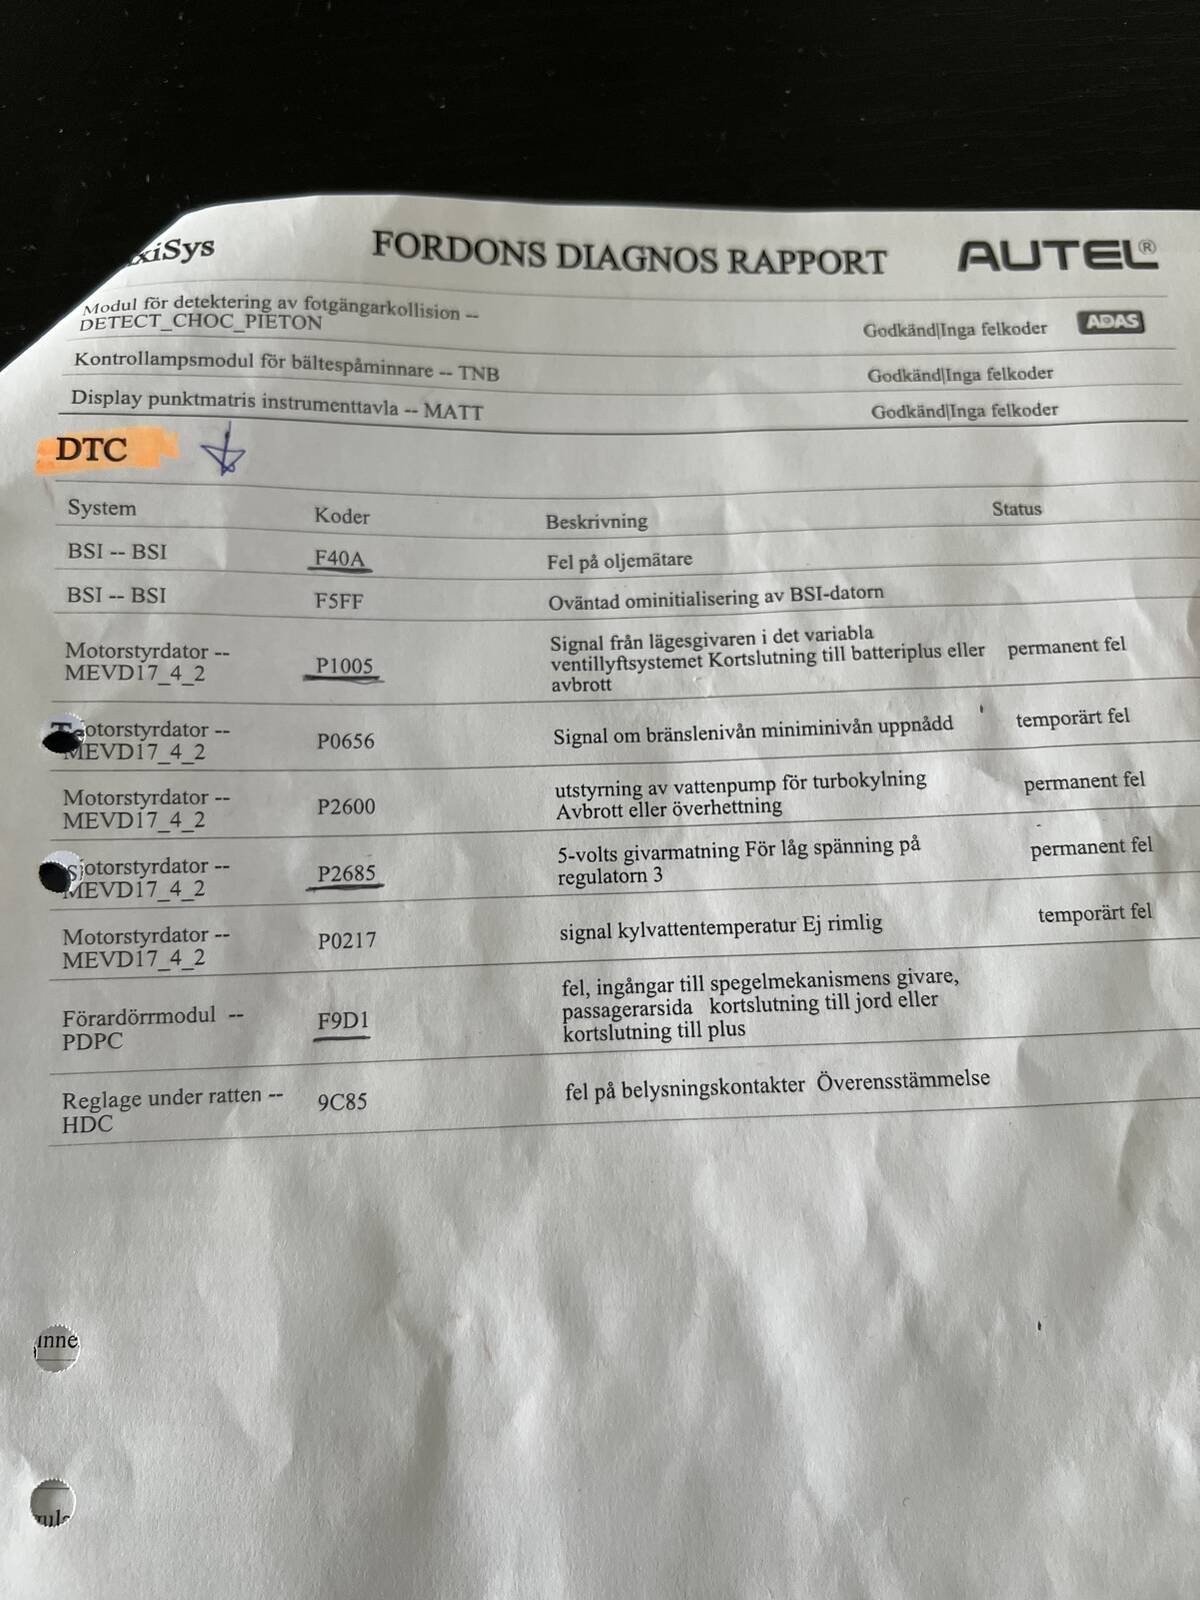 xiSys
FORDONS DIAGNOS RAPPORT
AUTEL®
Modul för detektering av fotgängarkollision --
DETECT_CHOC_PIETON
Godkänd|Inga felkoder
ADAS
Kontrollampsmodul för bältespåminnare -- TNB
Godkänd|Inga felkoder
Display punktmatris instrumenttavla -- MATT
Godkänd|Inga felkoder
DTC
System Koder Beskrivning Status
BSI -- BSI F40A Fel på oljemätare
BSI -- BSI F5FF Oväntad ominitialisering av BSI-datorn
Motorstyrdator --
MEVD17_4_2
P1005
Signal från lägesgivaren i det variabla
ventillyftsystemet Kortslutning till batteriplus eller
avbrott
permanent fel
otorstyrdator --
MEVD17_4_2
P0656
Signal om bränslenivån miniminivån uppnådd
temporärt fel
Motorstyrdator --
MEVD17_4_2
P2600
utstyrning av vattenpump för turbokylning
Avbrott eller överhettning
permanent fel
otorstyrdator --
MEVD17_4_2
P2685
5-volts givarmatning För låg spänning på
regulatorn 3
permanent fel
Motorstyrdator --
MEVD17_4_2
P0217
signal kylvattentemperatur Ej rimlig
temporärt fel
Förardörrmodul --
PDPC
F9D1
fel, ingångar till spegelmekanismens givare,
passagerarsida kortslutning till jord eller
kortslutning till plus
Reglage under ratten --
HDC
9C85
fel på belysningskontakter Överensstämmelse
inne